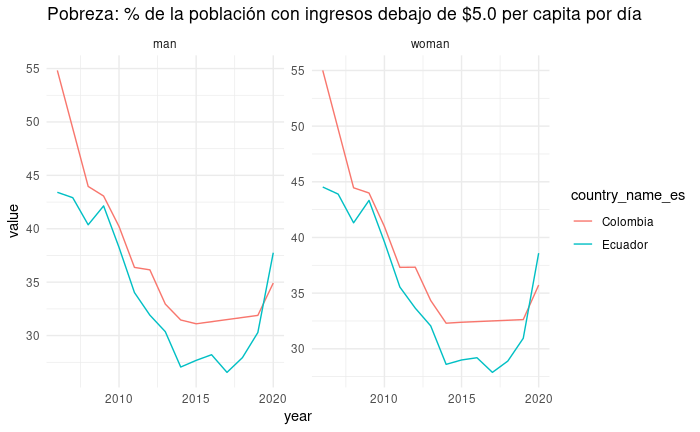 Pobreza: % de la población con ingresos debajo de $5.0 per capita por día
man
woman
value
55
50
45
40
35
30
55
50
45
40
35
30
2010
2015
2020
2010
2015
2020
year
country_name_es
Colombia
Ecuador